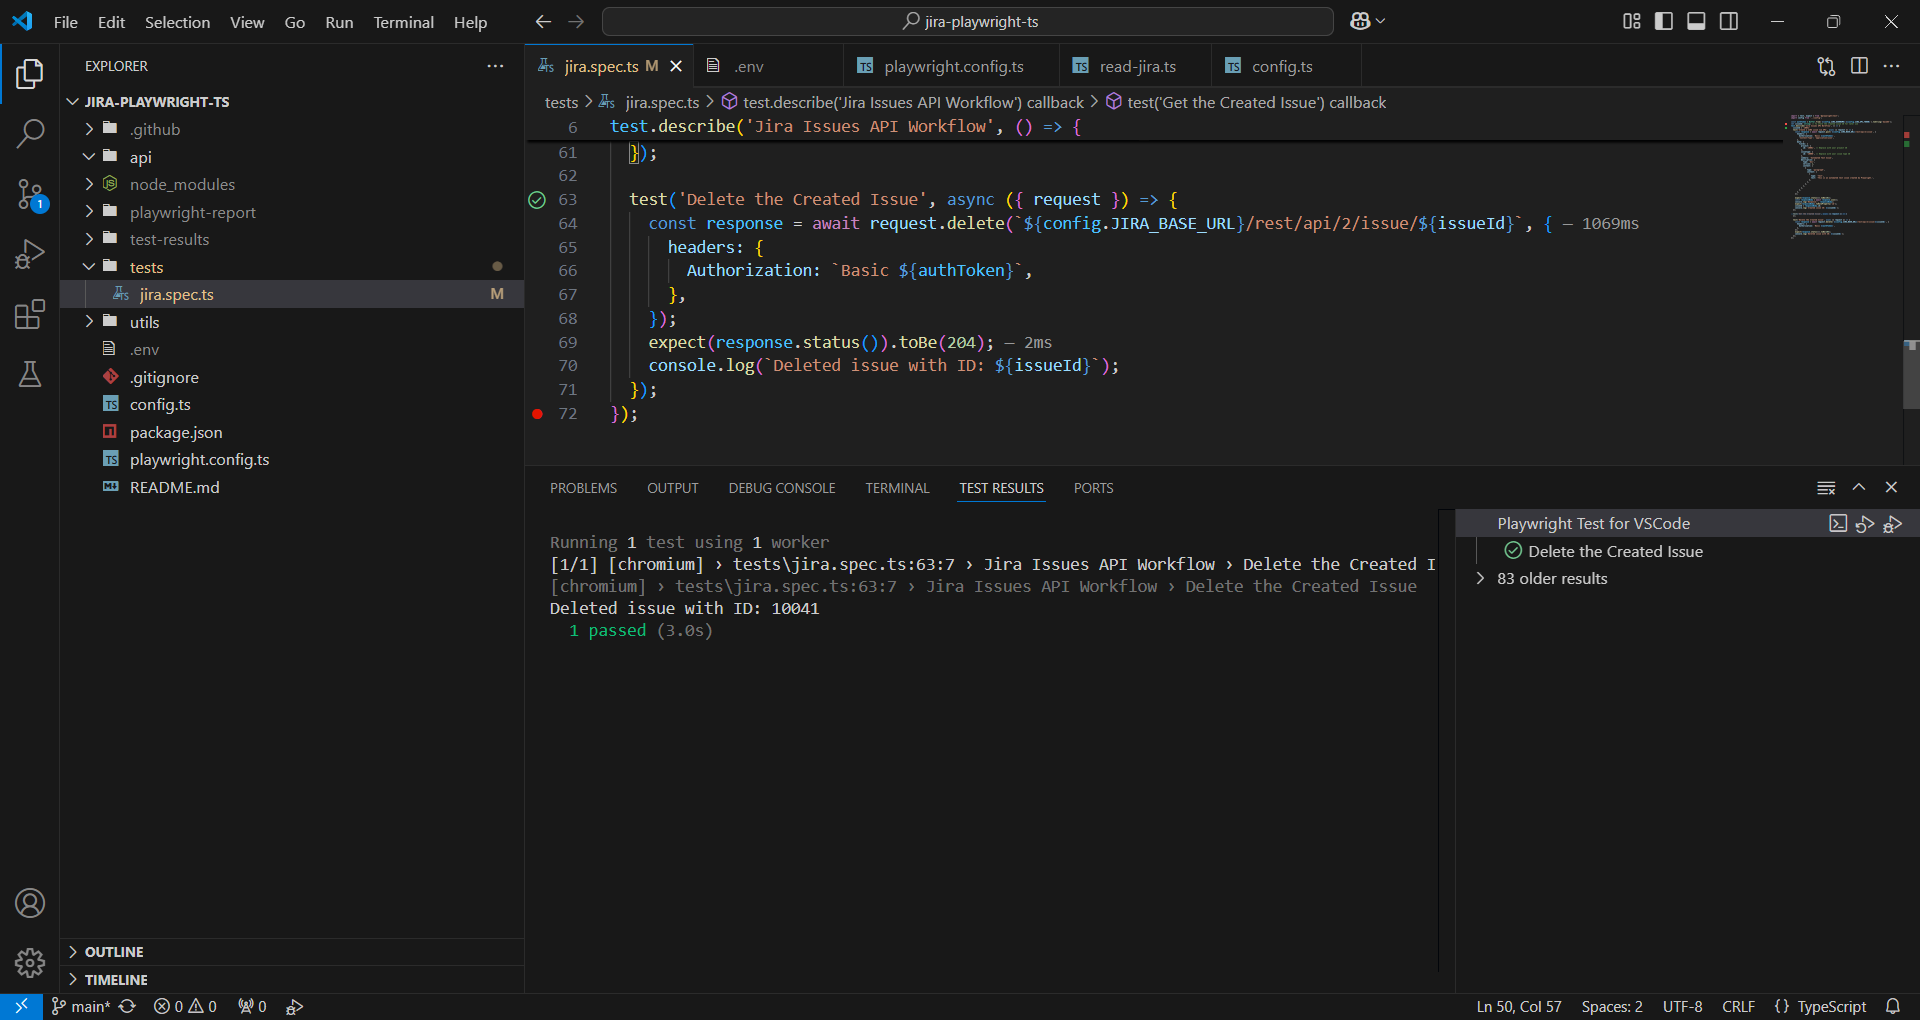 File Edit Selection View Go Run Terminal Help jira-playwright-ts
EXPLORER
JIRA-PLAYWRIGHT-TS
.github
api
node_modules
playwright-report
test-results
tests
jira.spec.ts M
utils
.env
.gitignore
TS config.ts
package.json
TS playwright.config.ts
README.md
OUTLINE
TIMELINE
1
jira.spec.ts M .env TS playwright.config.ts TS read-jira.ts TS config.ts
tests > jira.spec.ts > test.describe('Jira Issues API Workflow') callback > test('Get the Created Issue') callback
6 test.describe('Jira Issues API Workflow', () => {
61 });
62
63 test('Delete the Created Issue', async ({ request }) => {
64 const response = await request.delete(`${config.JIRA_BASE_URL}/rest/api/2/issue/${issueId}`, { — 1069ms
65 headers: {
66 Authorization: `Basic ${authToken}`,
67 },
68 });
69 expect(response.status()).toBe(204); — 2ms
70 console.log(`Deleted issue with ID: ${issueId}`);
71 });
72 });
PROBLEMS OUTPUT DEBUG CONSOLE TERMINAL TEST RESULTS PORTS
Running 1 test using 1 worker
[1/1] [chromium] › tests\jira.spec.ts:63:7 › Jira Issues API Workflow › Delete the Created I
[chromium] › tests\jira.spec.ts:63:7 › Jira Issues API Workflow › Delete the Created Issue
Deleted issue with ID: 10041
1 passed (3.0s)
Playwright Test for VSCode
Delete the Created Issue
83 older results
main* 0 0 0 Ln 50, Col 57 Spaces: 2 UTF-8 CRLF {} TypeScript